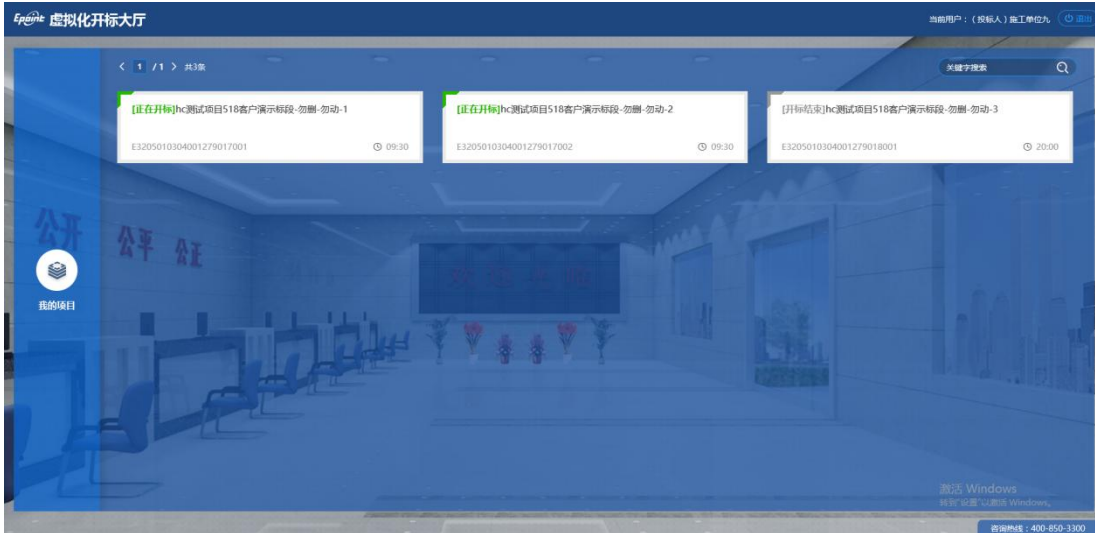 Epoint 虚拟化开标大厅
当前用户：（投标人）施工单位九 退出
1 / 1 共3条
关键字搜索
[正在开标]hc测试项目518客户演示标段-勿删-勿动-1
E3205010304001279017001 09:30
[正在开标]hc测试项目518客户演示标段-勿删-勿动-2
E3205010304001279017002 09:30
[开标结束]hc测试项目518客户演示标段-勿删-勿动-3
E3205010304001279018001 20:00
公开 公平 公正
我的项目
激活 Windows
转到"设置"以激活 Windows。
咨询热线：400-850-3300